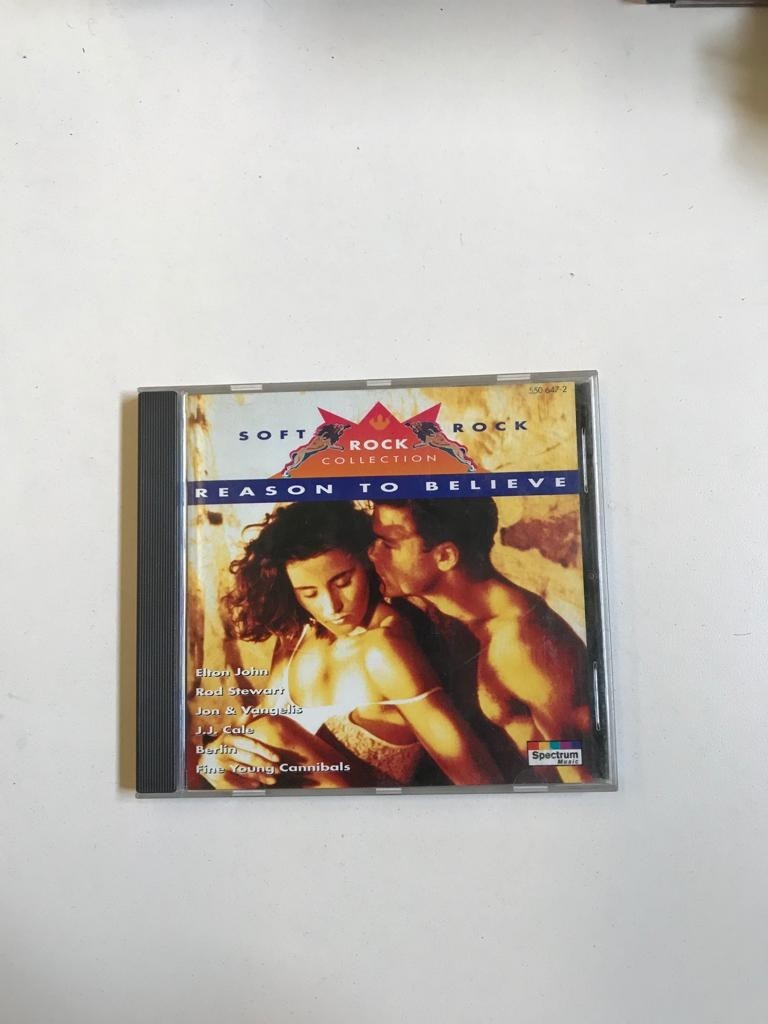 550 647-2
SOFT ROCK
ROCK
COLLECTION
REASON TO BELIEVE
Elton John
Rod Stewart
Jon & Vangelis
J.J. Cale
Berlin
Fine Young Cannibals
Spectrum
Music